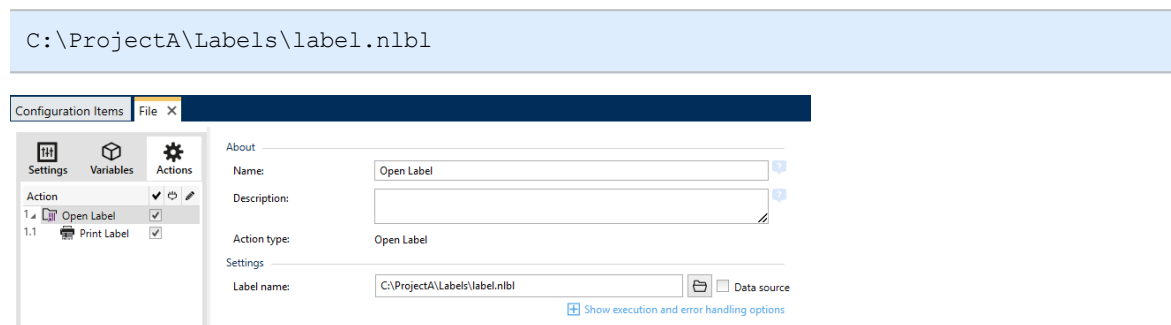 C:\ProjectA\Labels\label.nlbl
Configuration Items File
Settings Variables Actions
About
Name: Open Label ?
Description: ?
Action
1 Open Label
1.1 Print Label
Action type: Open Label
Settings
Label name: C:\ProjectA\Labels\label.nlbl Data source
Show execution and error handling options